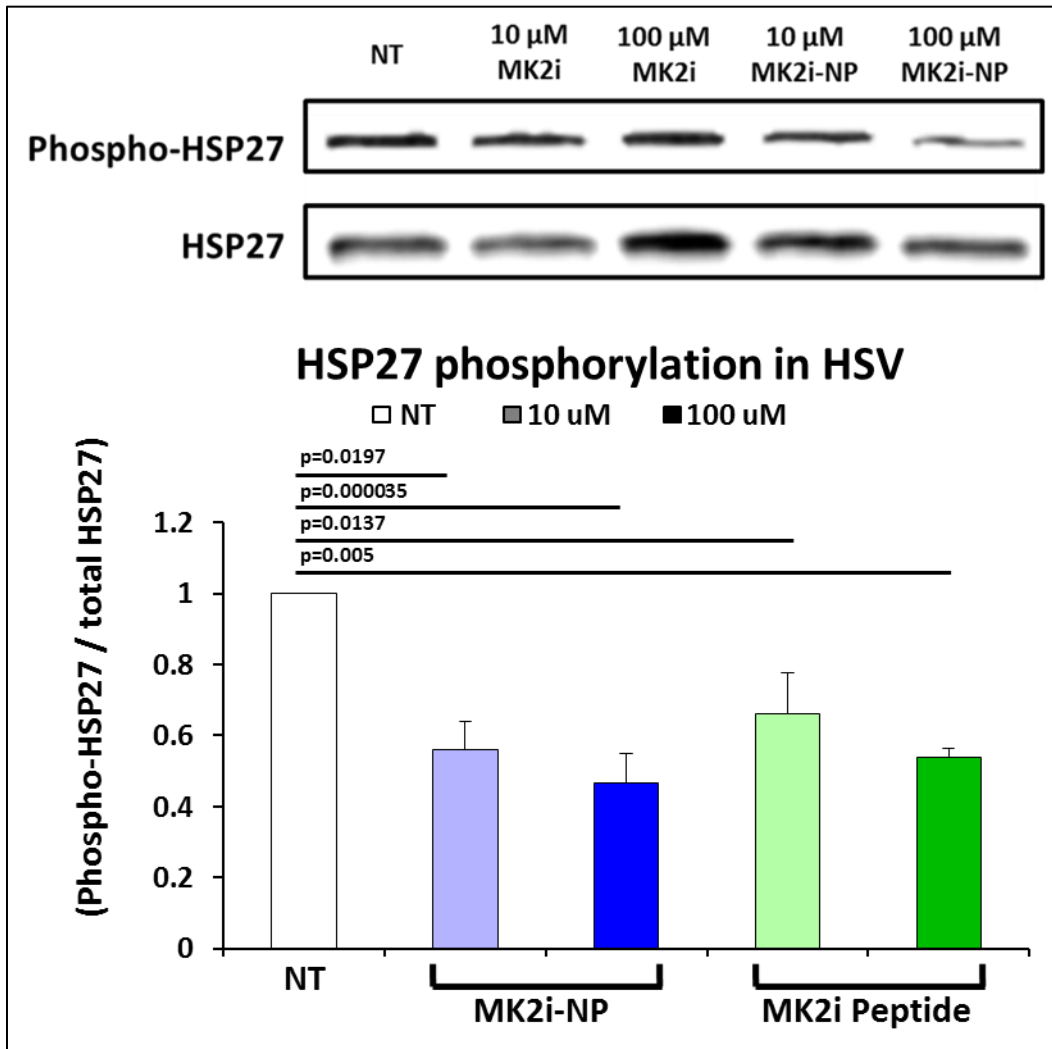 NT
10 μM
MK2i
100 μM
MK2i
10 μM
MK2i-NP
100 μM
MK2i-NP
Phospho-HSP27
HSP27
HSP27 phosphorylation in HSV
NT
10 uM
100 uM
p=0.0197
p=0.000035
p=0.0137
p=0.005
(Phospho-HSP27 / total HSP27)
1.2
1
0.8
0.6
0.4
0.2
0
NT
MK2i-NP
MK2i Peptide